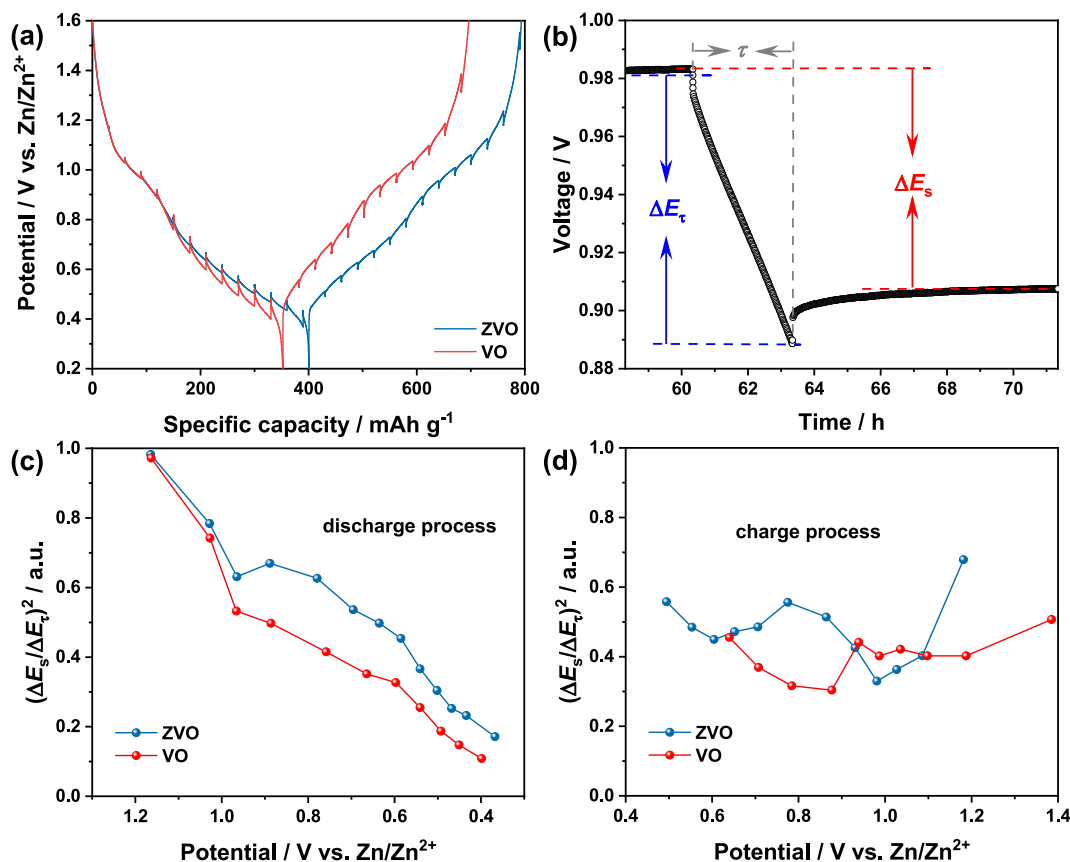 (a)
Potential / V vs. Zn/Zn²⁺
1.6
1.4
1.2
1.0
0.8
0.6
0.4
0.2
ZVO
VO
0 200 400 600 800
Specific capacity / mAh g⁻¹
(b)
Voltage / V
1.00
0.98
0.96
0.94
0.92
0.90
0.88
τ
ΔEτ
ΔEs
60 62 64 66 68 70
Time / h
(c)
(ΔEs/ΔEτ)² / a.u.
1.0
0.8
0.6
0.4
0.2
0.0
discharge process
ZVO
VO
1.2 1.0 0.8 0.6 0.4
Potential / V vs. Zn/Zn²⁺
(d)
(ΔEs/ΔEτ)² / a.u.
1.0
0.8
0.6
0.4
0.2
0.0
charge process
ZVO
VO
0.4 0.6 0.8 1.0 1.2 1.4
Potential / V vs. Zn/Zn²⁺